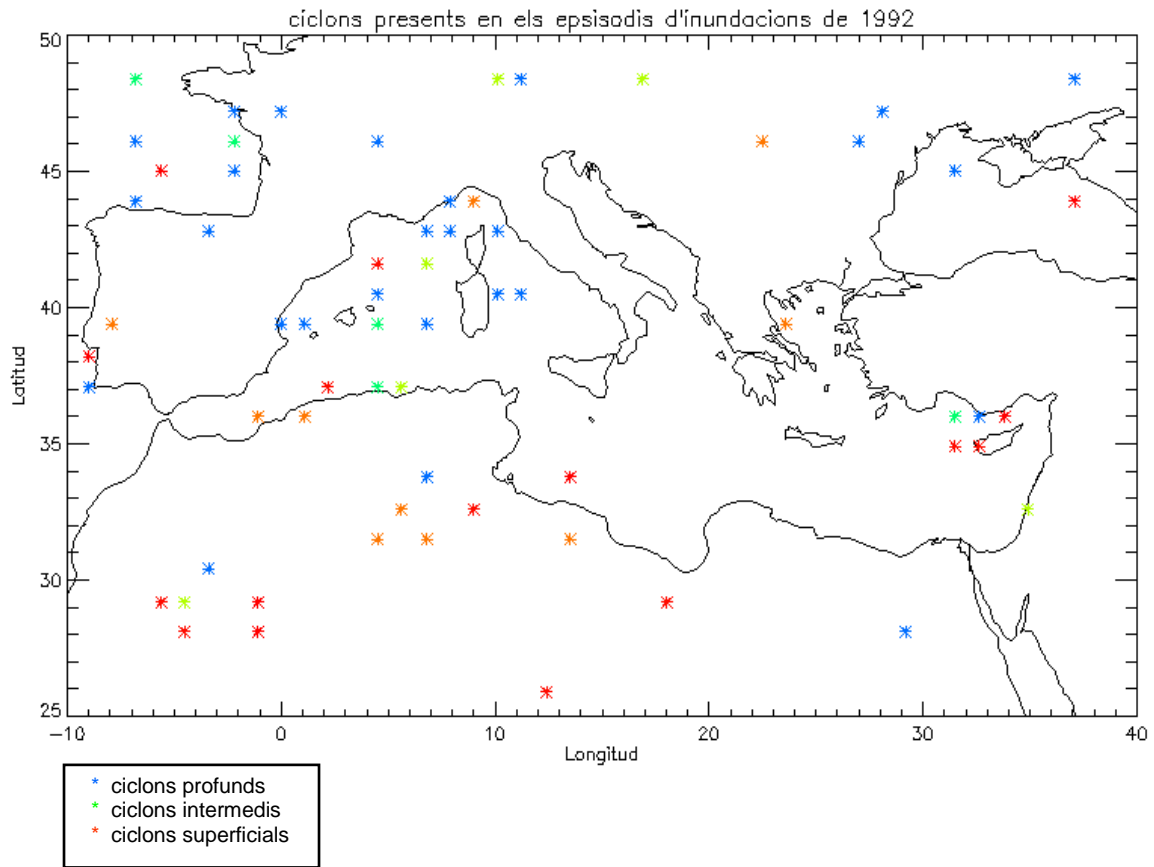 ciclons presents en els epsisodis d'inundacions de 1992
50
45
40
35
30
25
Latitud
-10
0
10
20
30
40
Longitud
* ciclons profunds
* ciclons intermedis
* ciclons superficials